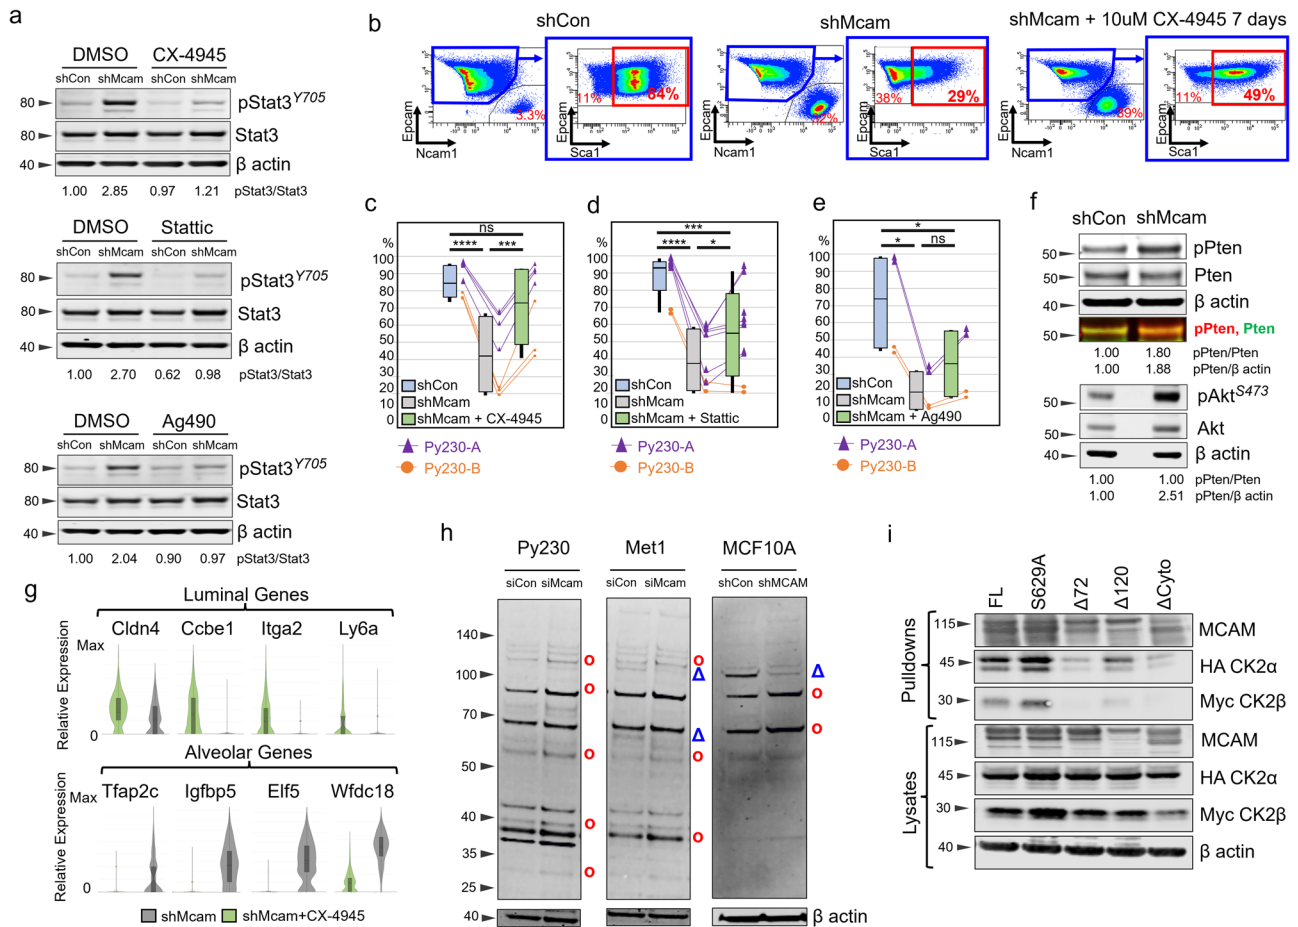 a
DMSO CX-4945
shCon shMcam shCon shMcam
80 pStat3Y705
80 Stat3
40 β actin
1.00 2.85 0.97 1.21 pStat3/Stat3
DMSO Stattic
shCon shMcam shCon shMcam
80 pStat3Y705
80 Stat3
40 β actin
1.00 2.70 0.62 0.98 pStat3/Stat3
DMSO Ag490
shCon shMcam shCon shMcam
80 pStat3Y705
80 Stat3
40 β actin
1.00 2.04 0.90 0.97 pStat3/Stat3
b
shCon shMcam shMcam + 10uM CX-4945 7 days
3.3% 11% 84% 38% 29% 39% 11% 49%
Epcam Epcam Epcam Epcam Epcam Epcam
Ncam1 Sca1 Ncam1 Sca1 Ncam1 Sca1
c
ns
**** ***
%
100
90
80
70
60
50
40
30
20
10
0
shCon
shMcam
shMcam + CX-4945
Py230-A
Py230-B
d
***
**** *
%
100
90
80
70
60
50
40
30
20
10
0
shCon
shMcam
shMcam + Stattic
Py230-A
Py230-B
e
*
* ns
%
100
90
80
70
60
50
40
30
20
10
0
shCon
shMcam
shMcam + Ag490
Py230-A
Py230-B
f
shCon shMcam
50 pPten
50 Pten
40 β actin
50 pPten, Pten
1.00 1.80 pPten/Pten
1.00 1.88 pPten/β actin
50 pAktS473
50 Akt
40 β actin
1.00 1.00 pPten/Pten
1.00 2.51 pPten/β actin
g
Luminal Genes
Cldn4 Ccbe1 Itga2 Ly6a
Max
0
Relative Expression
Alveolar Genes
Tfap2c Igfbp5 Elf5 Wfdc18
Max
0
Relative Expression
shMcam shMcam+CX-4945
h
Py230 Met1 MCF10A
siCon siMcam siCon siMcam shCon shMCAM
140
100
70
50
40
35
25
40 β actin
o
o
o
o
o
o
Δ
Δ
o
o
Δ
o
o
i
FL S629A Δ72 Δ120 ΔCyto
Pulldowns
115 MCAM
45 HA CK2α
30 Myc CK2β
Lysates
115 MCAM
45 HA CK2α
30 Myc CK2β
40 β actin